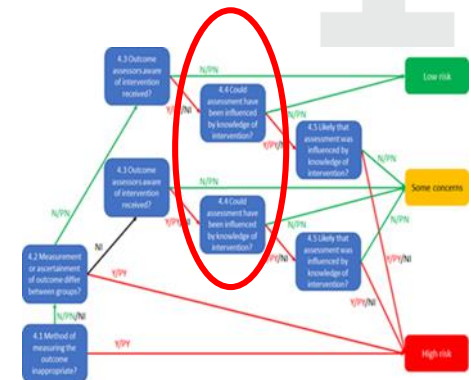 4.3 Outcome
assessors aware
of intervention
received?
N/PN
Low risk
Y/PY/NI
4.4 Could
assessment have
been influenced
by knowledge of
intervention?
N/PN
4.5 Likely that
assessment was
influenced by
knowledge of
intervention?
Y/PY/NI
N/PN
4.3 Outcome
assessors aware
of intervention
received?
N/PN
Some concerns
Y/PY/NI
4.4 Could
assessment have
been influenced
by knowledge of
intervention?
N/PN
4.5 Likely that
assessment was
influenced by
knowledge of
intervention?
Y/PY/NI
N/PN
Y/PY/NI
Y/PY/NI
N/PN
NI
4.2 Measurement
or ascertainment
of outcome differ
between groups?
Y/PY
N/PN/NI
4.1 Method of
measuring the
outcome
inappropriate?
Y/PY
High risk